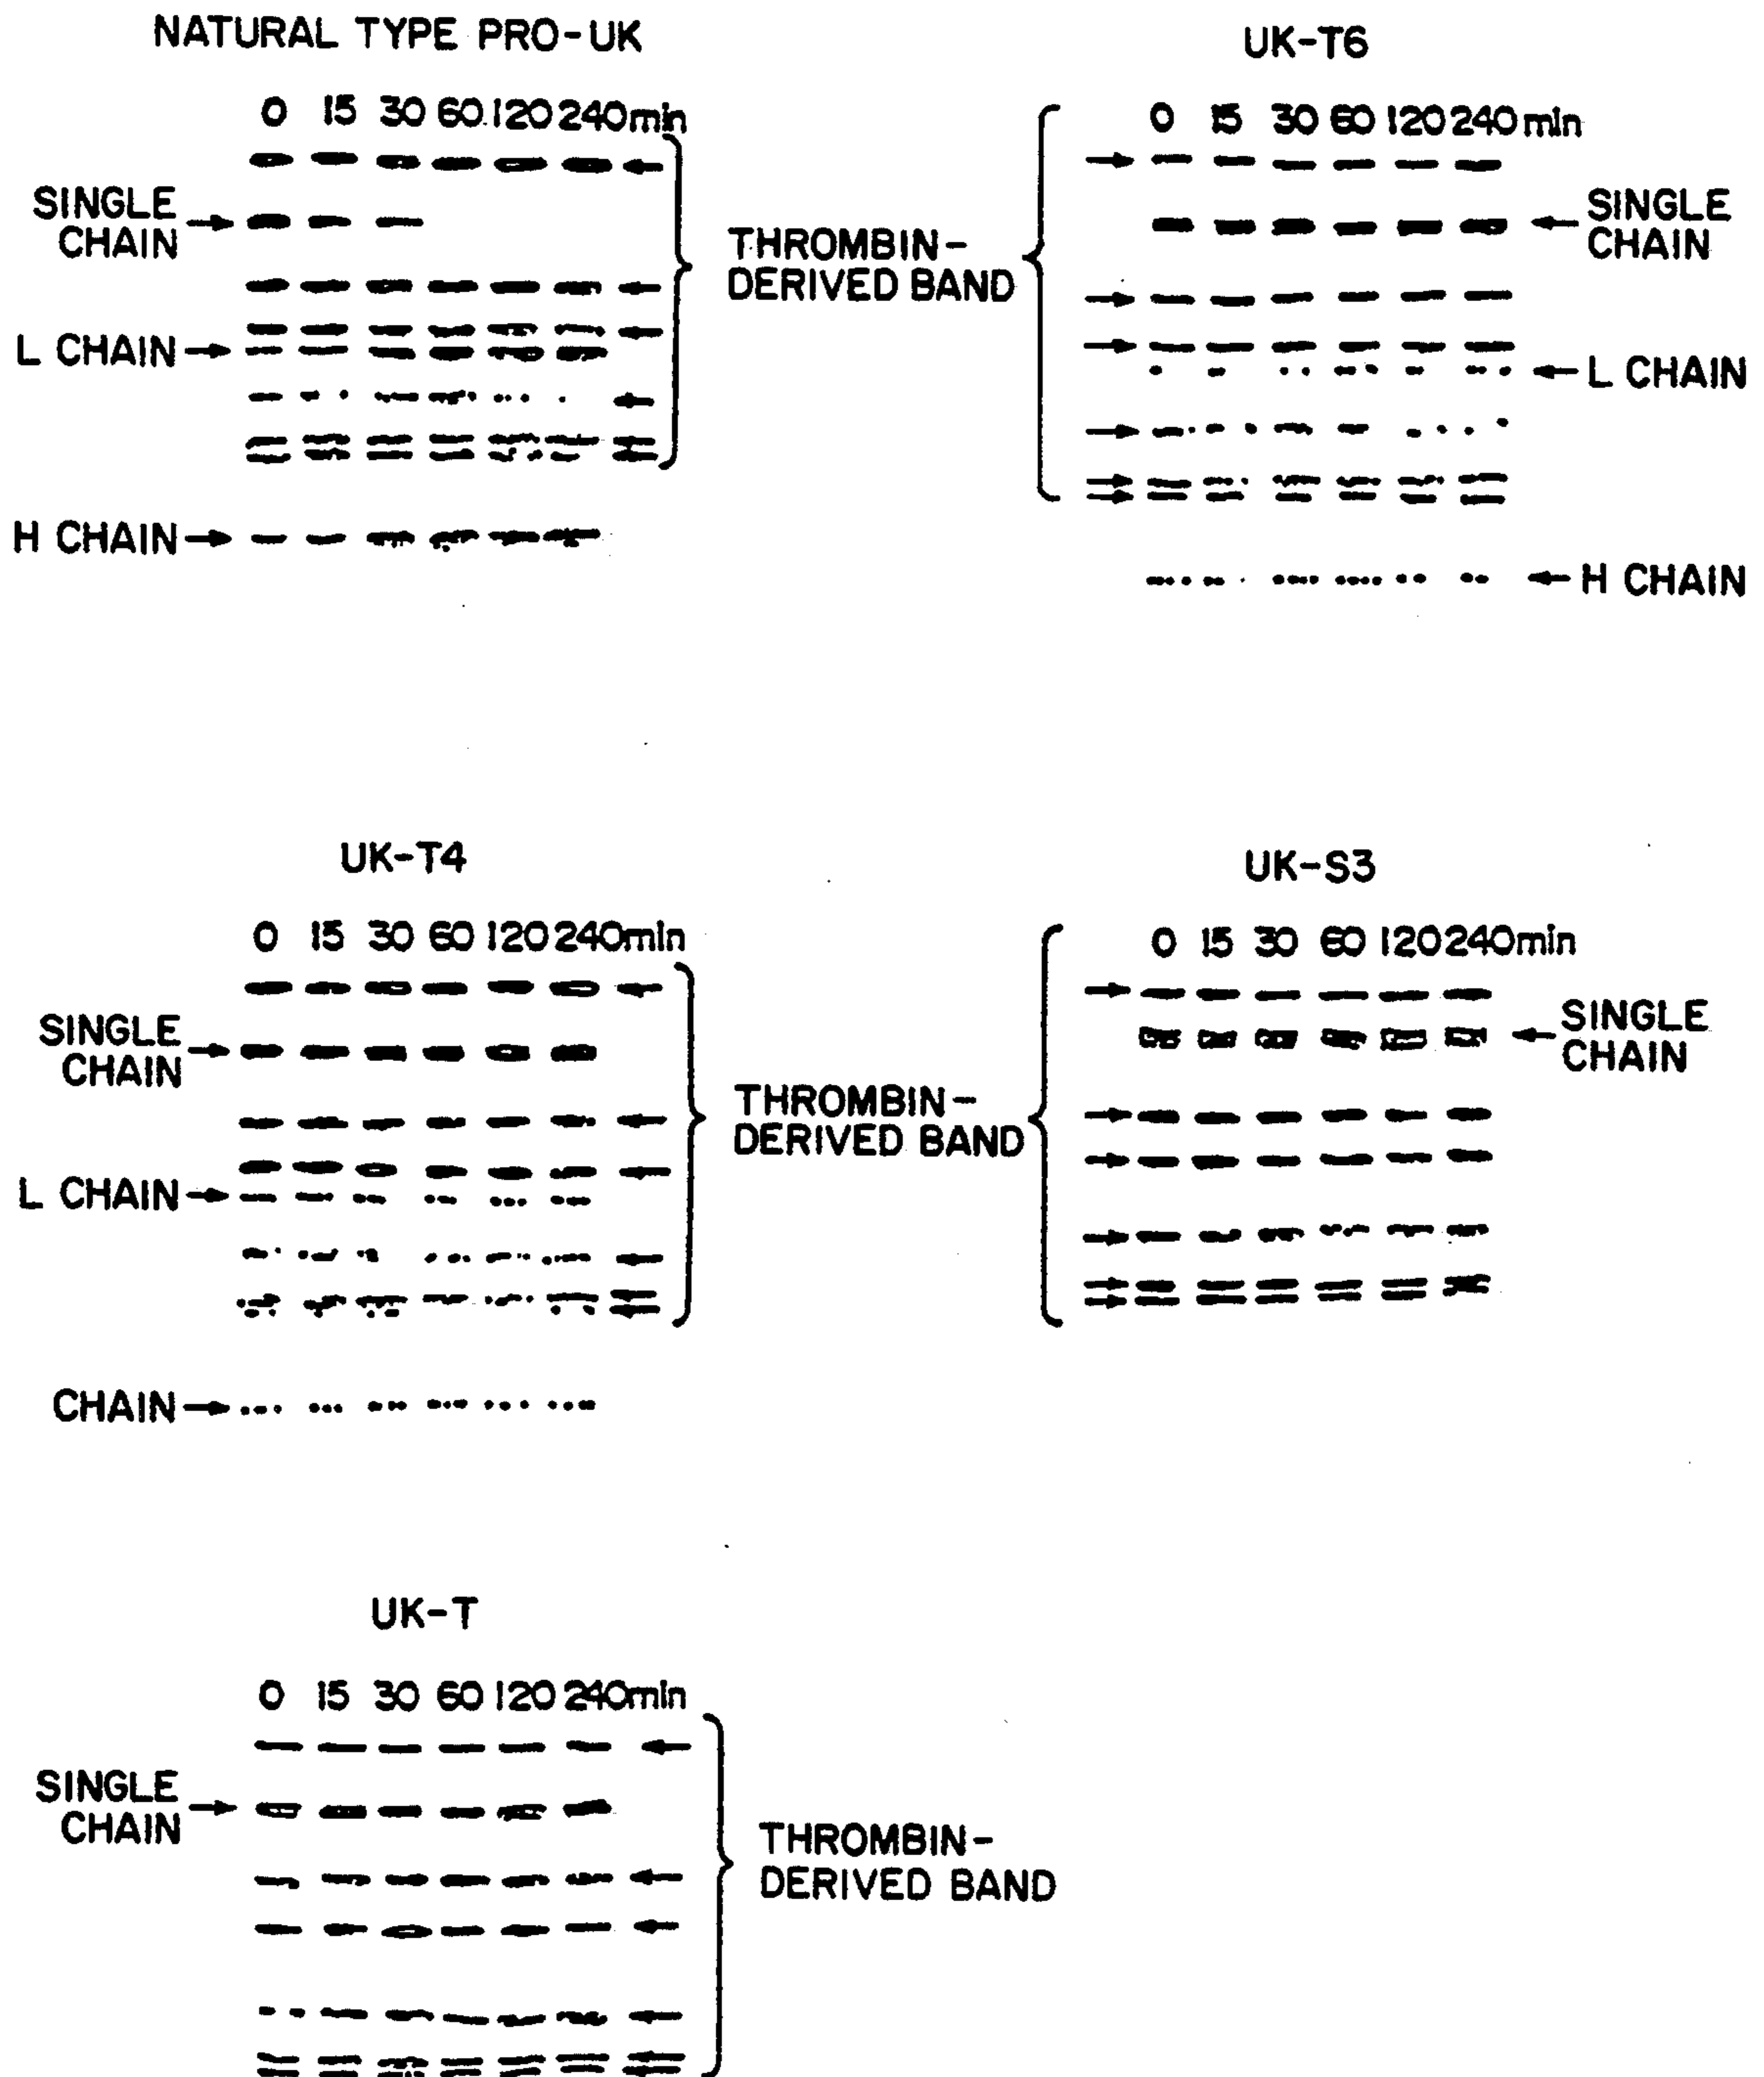 NATURAL TYPE PRO-UK
0 15 30 60 120 240min
SINGLE
CHAIN
L CHAIN
H CHAIN
THROMBIN-
DERIVED BAND
UK-T6
0 15 30 60 120 240 min
SINGLE
CHAIN
L CHAIN
H CHAIN
UK-T4
0 15 30 60 120 240min
SINGLE
CHAIN
L CHAIN
CHAIN
THROMBIN-
DERIVED BAND
UK-S3
0 15 30 60 120 240min
SINGLE
CHAIN
UK-T
0 15 30 60 120 240min
SINGLE
CHAIN
THROMBIN-
DERIVED BAND